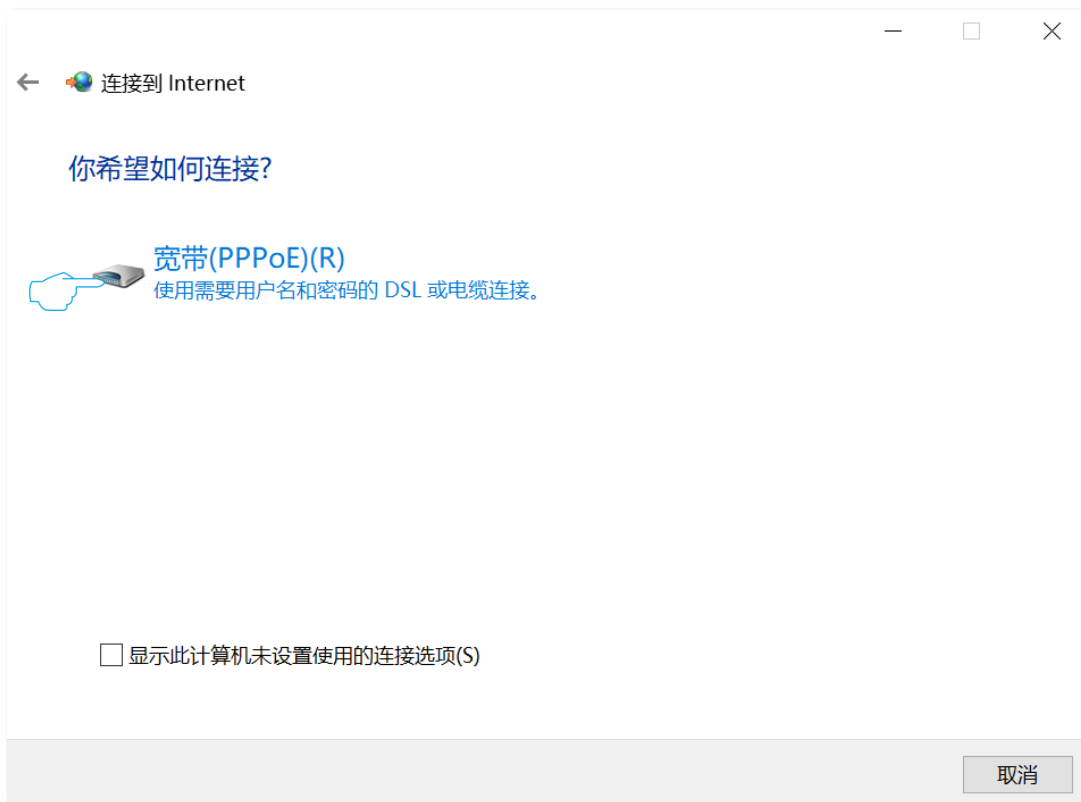 连接到 Internet
你希望如何连接?
宽带(PPPoE)(R)
使用需要用户名和密码的 DSL 或电缆连接。
显示此计算机未设置使用的连接选项(S)
取消